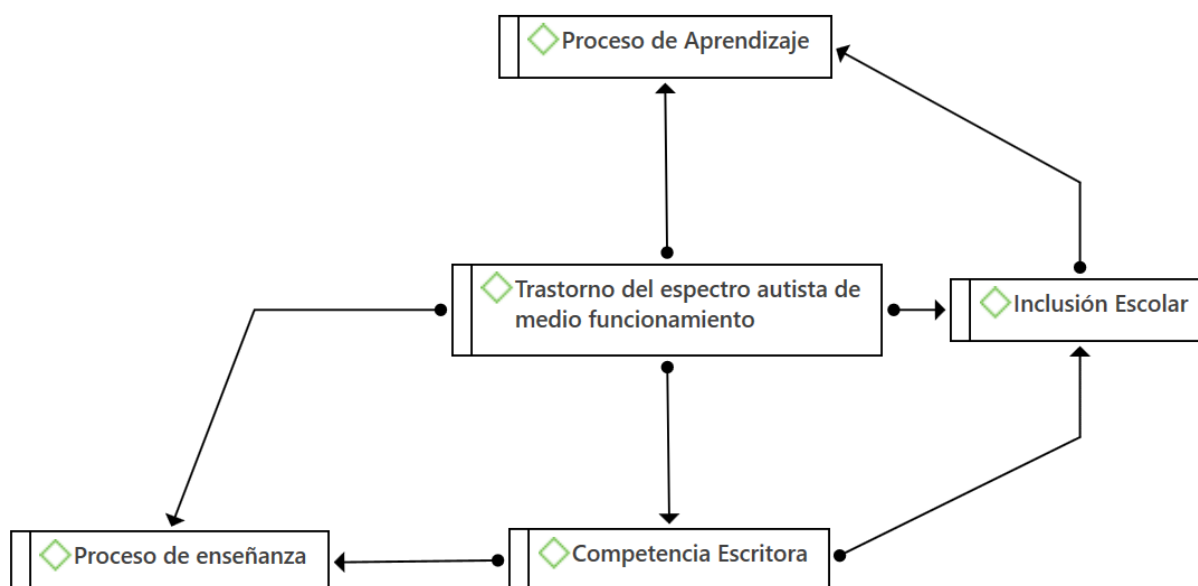 Proceso de Aprendizaje
Trastorno del espectro autista de
medio funcionamiento
Inclusión Escolar
Proceso de enseñanza
Competencia Escritora